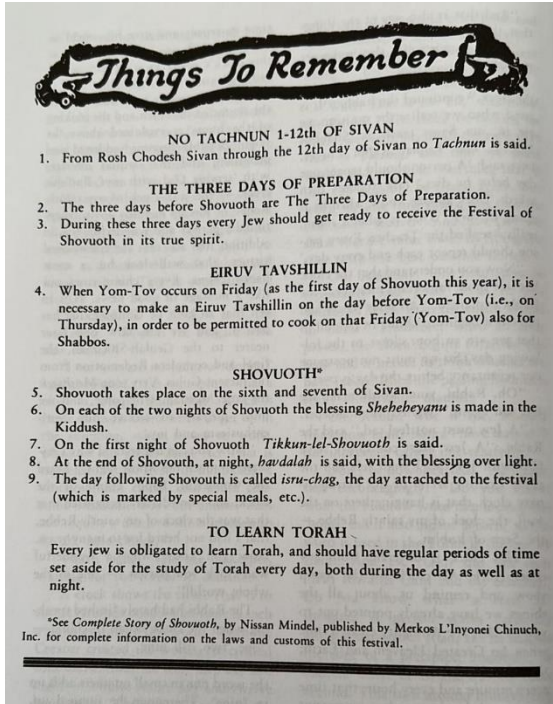 Things To Remember
NO TACHNUN 1-12th OF SIVAN
1. From Rosh Chodesh Sivan through the 12th day of Sivan no Tachnun is said.
THE THREE DAYS OF PREPARATION
2. The three days before Shovuoth are The Three Days of Preparation.
3. During these three days every Jew should get ready to receive the Festival of
Shovuoth in its true spirit.
EIRUV TAVSHILLIN
4. When Yom-Tov occurs on Friday (as the first day of Shovuoth this year), it is
necessary to make an Eiruv Tavshillin on the day before Yom-Tov (i.e., on
Thursday), in order to be permitted to cook on that Friday (Yom-Tov) also for
Shabbos.
SHOVUOTH*
5. Shovuoth takes place on the sixth and seventh of Sivan.
6. On each of the two nights of Shovuoth the blessing Sheheheyanu is made in the
Kiddush.
7. On the first night of Shovuoth Tikkun-lel-Shovuoth is said.
8. At the end of Shovouth, at night, havdalah is said, with the blessing over light.
9. The day following Shovouth is called isru-chag, the day attached to the festival
(which is marked by special meals, etc.).
TO LEARN TORAH
Every jew is obligated to learn Torah, and should have regular periods of time
set aside for the study of Torah every day, both during the day as well as at
night.
*See Complete Story of Shovuoth, by Nissan Mindel, published by Merkos L'Inyonei Chinuch,
Inc. for complete information on the laws and customs of this festival.